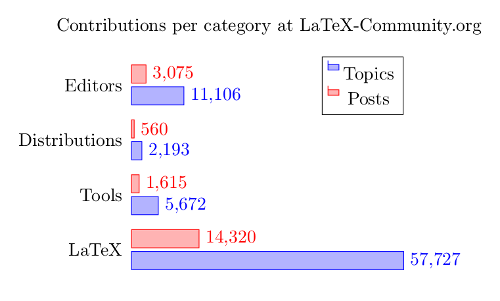 Contributions per category at LaTeX-Community.org
Topics
Posts
Editors
3,075
11,106
Distributions
560
2,193
Tools
1,615
5,672
LaTeX
14,320
57,727